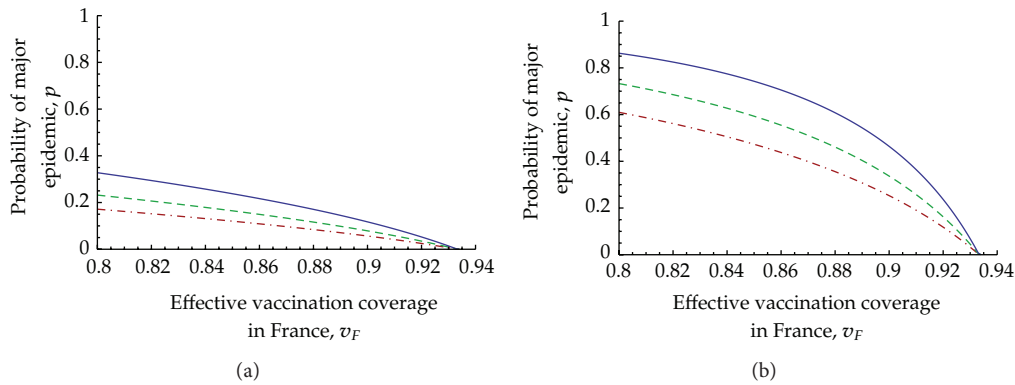 Probability of major
epidemic, p
1
0.8
0.6
0.4
0.2
0
0.8 0.82 0.84 0.86 0.88 0.9 0.92 0.94
Effective vaccination coverage
in France, v_F
(a)
Probability of major
epidemic, p
1
0.8
0.6
0.4
0.2
0
0.8 0.82 0.84 0.86 0.88 0.9 0.92 0.94
Effective vaccination coverage
in France, v_F
(b)